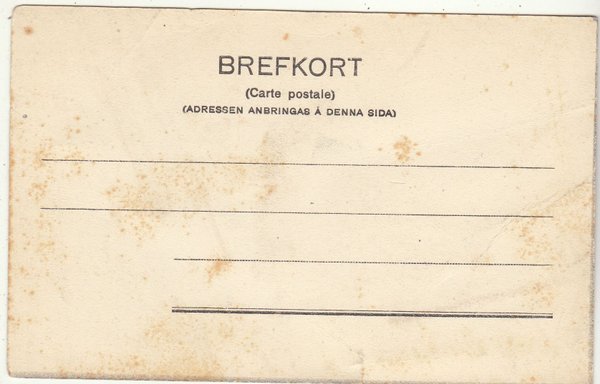 BREFKORT
(Carte postale)
(ADRESSEN ANBRINGAS Å DENNA SIDA)